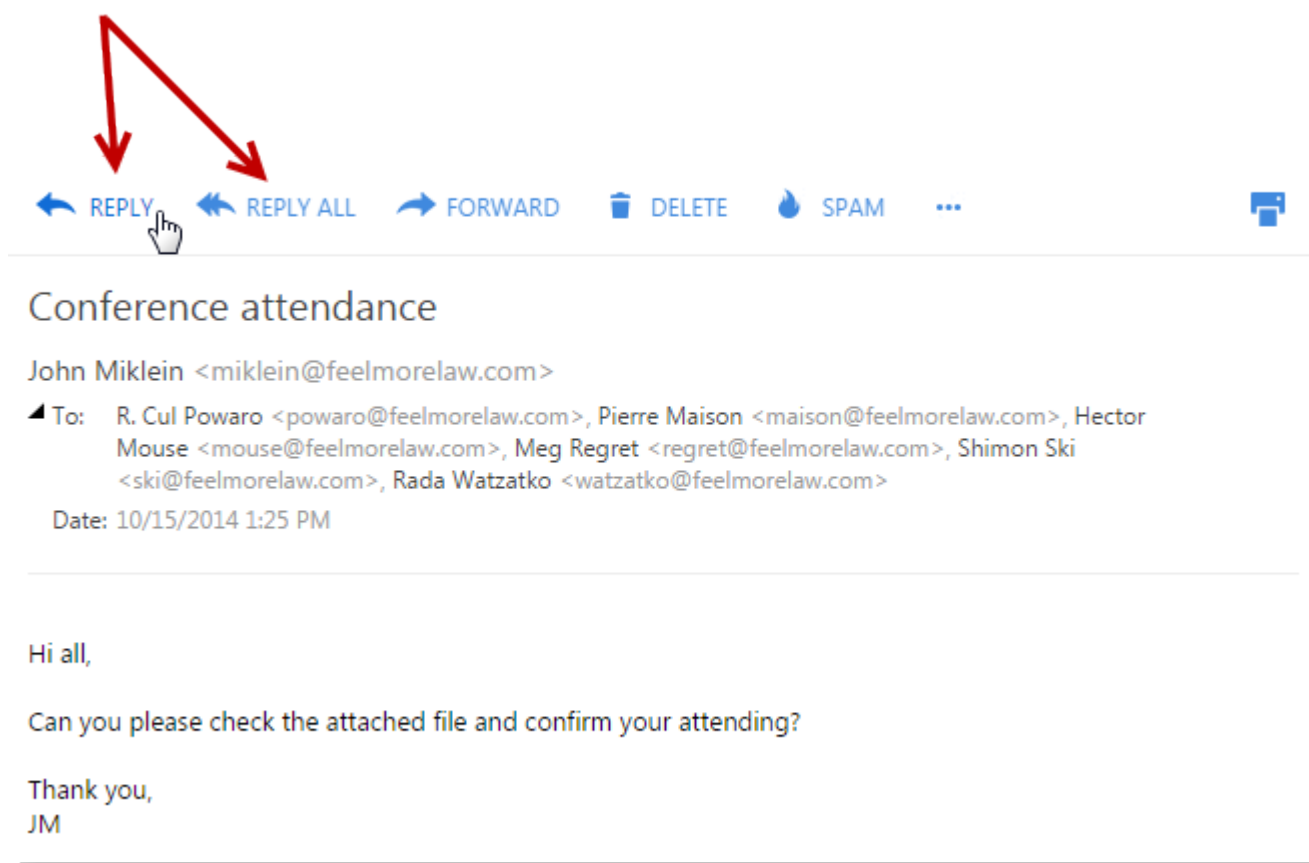 REPLY REPLY ALL FORWARD DELETE SPAM ...
Conference attendance
John Miklein <miklein@feelmorelaw.com>
To: R. Cul Powaro <powaro@feelmorelaw.com>, Pierre Maison <maison@feelmorelaw.com>, Hector
Mouse <mouse@feelmorelaw.com>, Meg Regret <regret@feelmorelaw.com>, Shimon Ski
<ski@feelmorelaw.com>, Rada Watzatko <watzatko@feelmorelaw.com>
Date: 10/15/2014 1:25 PM
Hi all,
Can you please check the attached file and confirm your attending?
Thank you,
JM